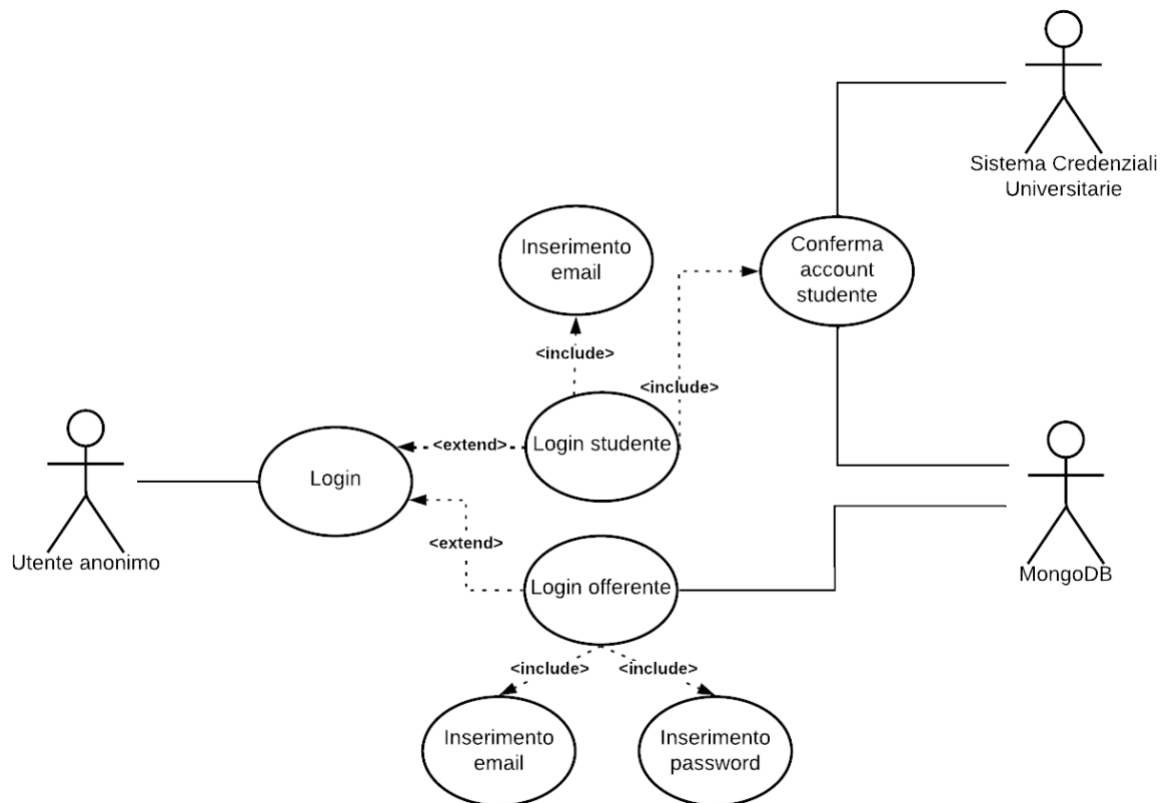 Sistema Credenziali
Universitarie
Inserimento
email
Conferma
account
studente
<include>
<include>
Login studente
<extend>
Login
<extend>
Utente anonimo
Login offerente
MongoDB
<include>
<include>
Inserimento
email
Inserimento
password